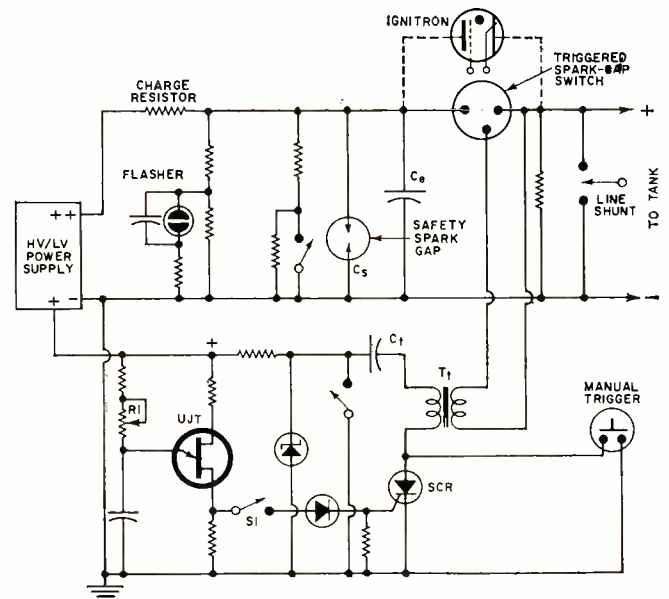 IGNITRON
TRIGGERED
SPARK-GAP
SWITCH
CHARGE
RESISTOR
+
FLASHER
Ce
LINE
SHUNT
TO TANK
++
HV/LV
POWER
SUPPLY
+ -
SAFETY
SPARK
GAP
Cs
-
+
Ct
Tt
MANUAL
TRIGGER
R1
UJT
SCR
S1